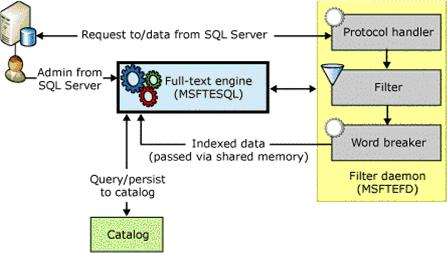 Request to/data from SQL Server
Protocol handler
Admin from
SQL Server
Full-text engine
(MSFTESQL)
Filter
Indexed data
(passed via shared memory)
Word breaker
Filter daemon
(MSFTEFD)
Query/persist
to catalog
Catalog